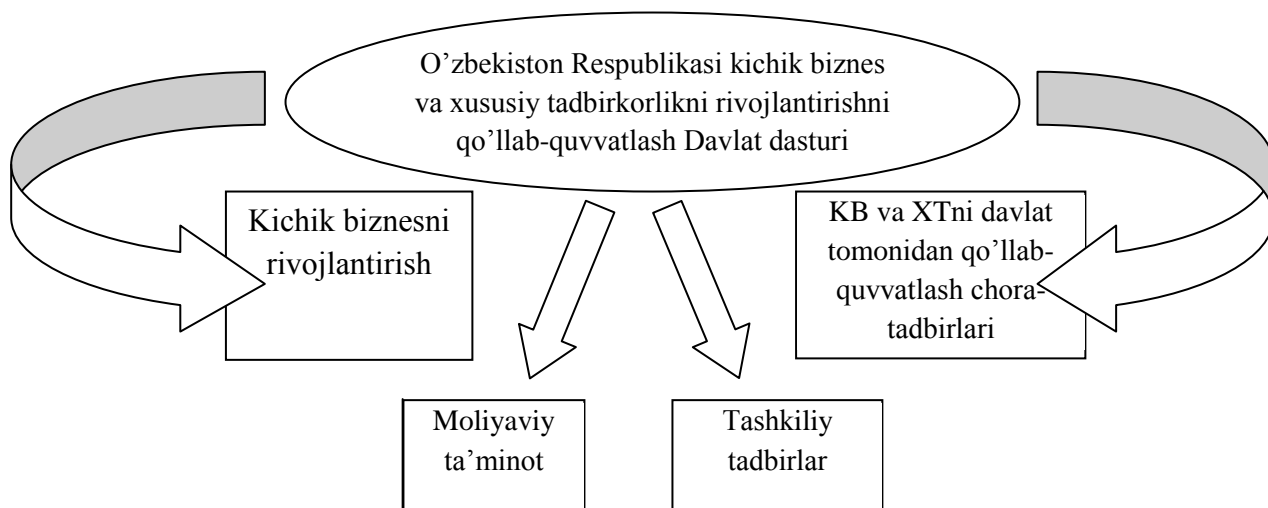 O’zbekiston Respublikasi kichik biznes
va xususiy tadbirkorlikni rivojlantirishni
qo’llab-quvvatlash Davlat dasturi
Kichik biznesni
rivojlantirish
KB va XTni davlat
tomonidan qo’llab-
quvvatlash chora-
tadbirlari
Moliyaviy
ta’minot
Tashkiliy
tadbirlar